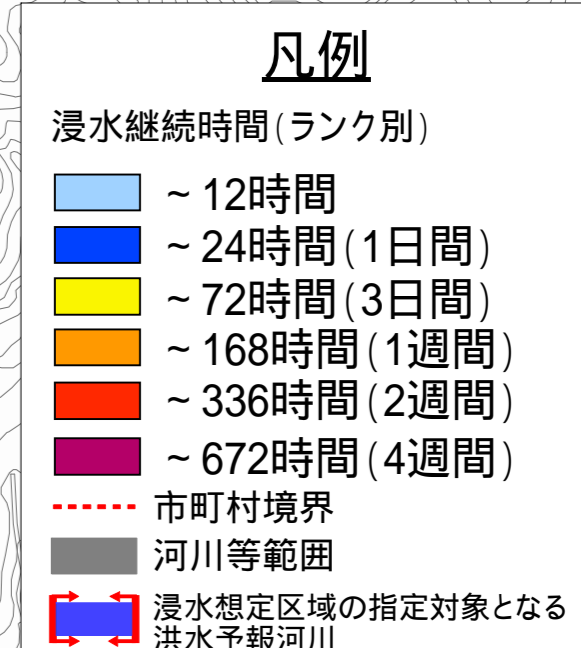 凡例
浸水継続時間(ランク別)
~ 12時間
~ 24時間(1日間)
~ 72時間(3日間)
~ 168時間(1週間)
~ 336時間(2週間)
~ 672時間(4週間)
市町村境界
河川等範囲
浸水想定区域の指定対象となる
洪水予報河川